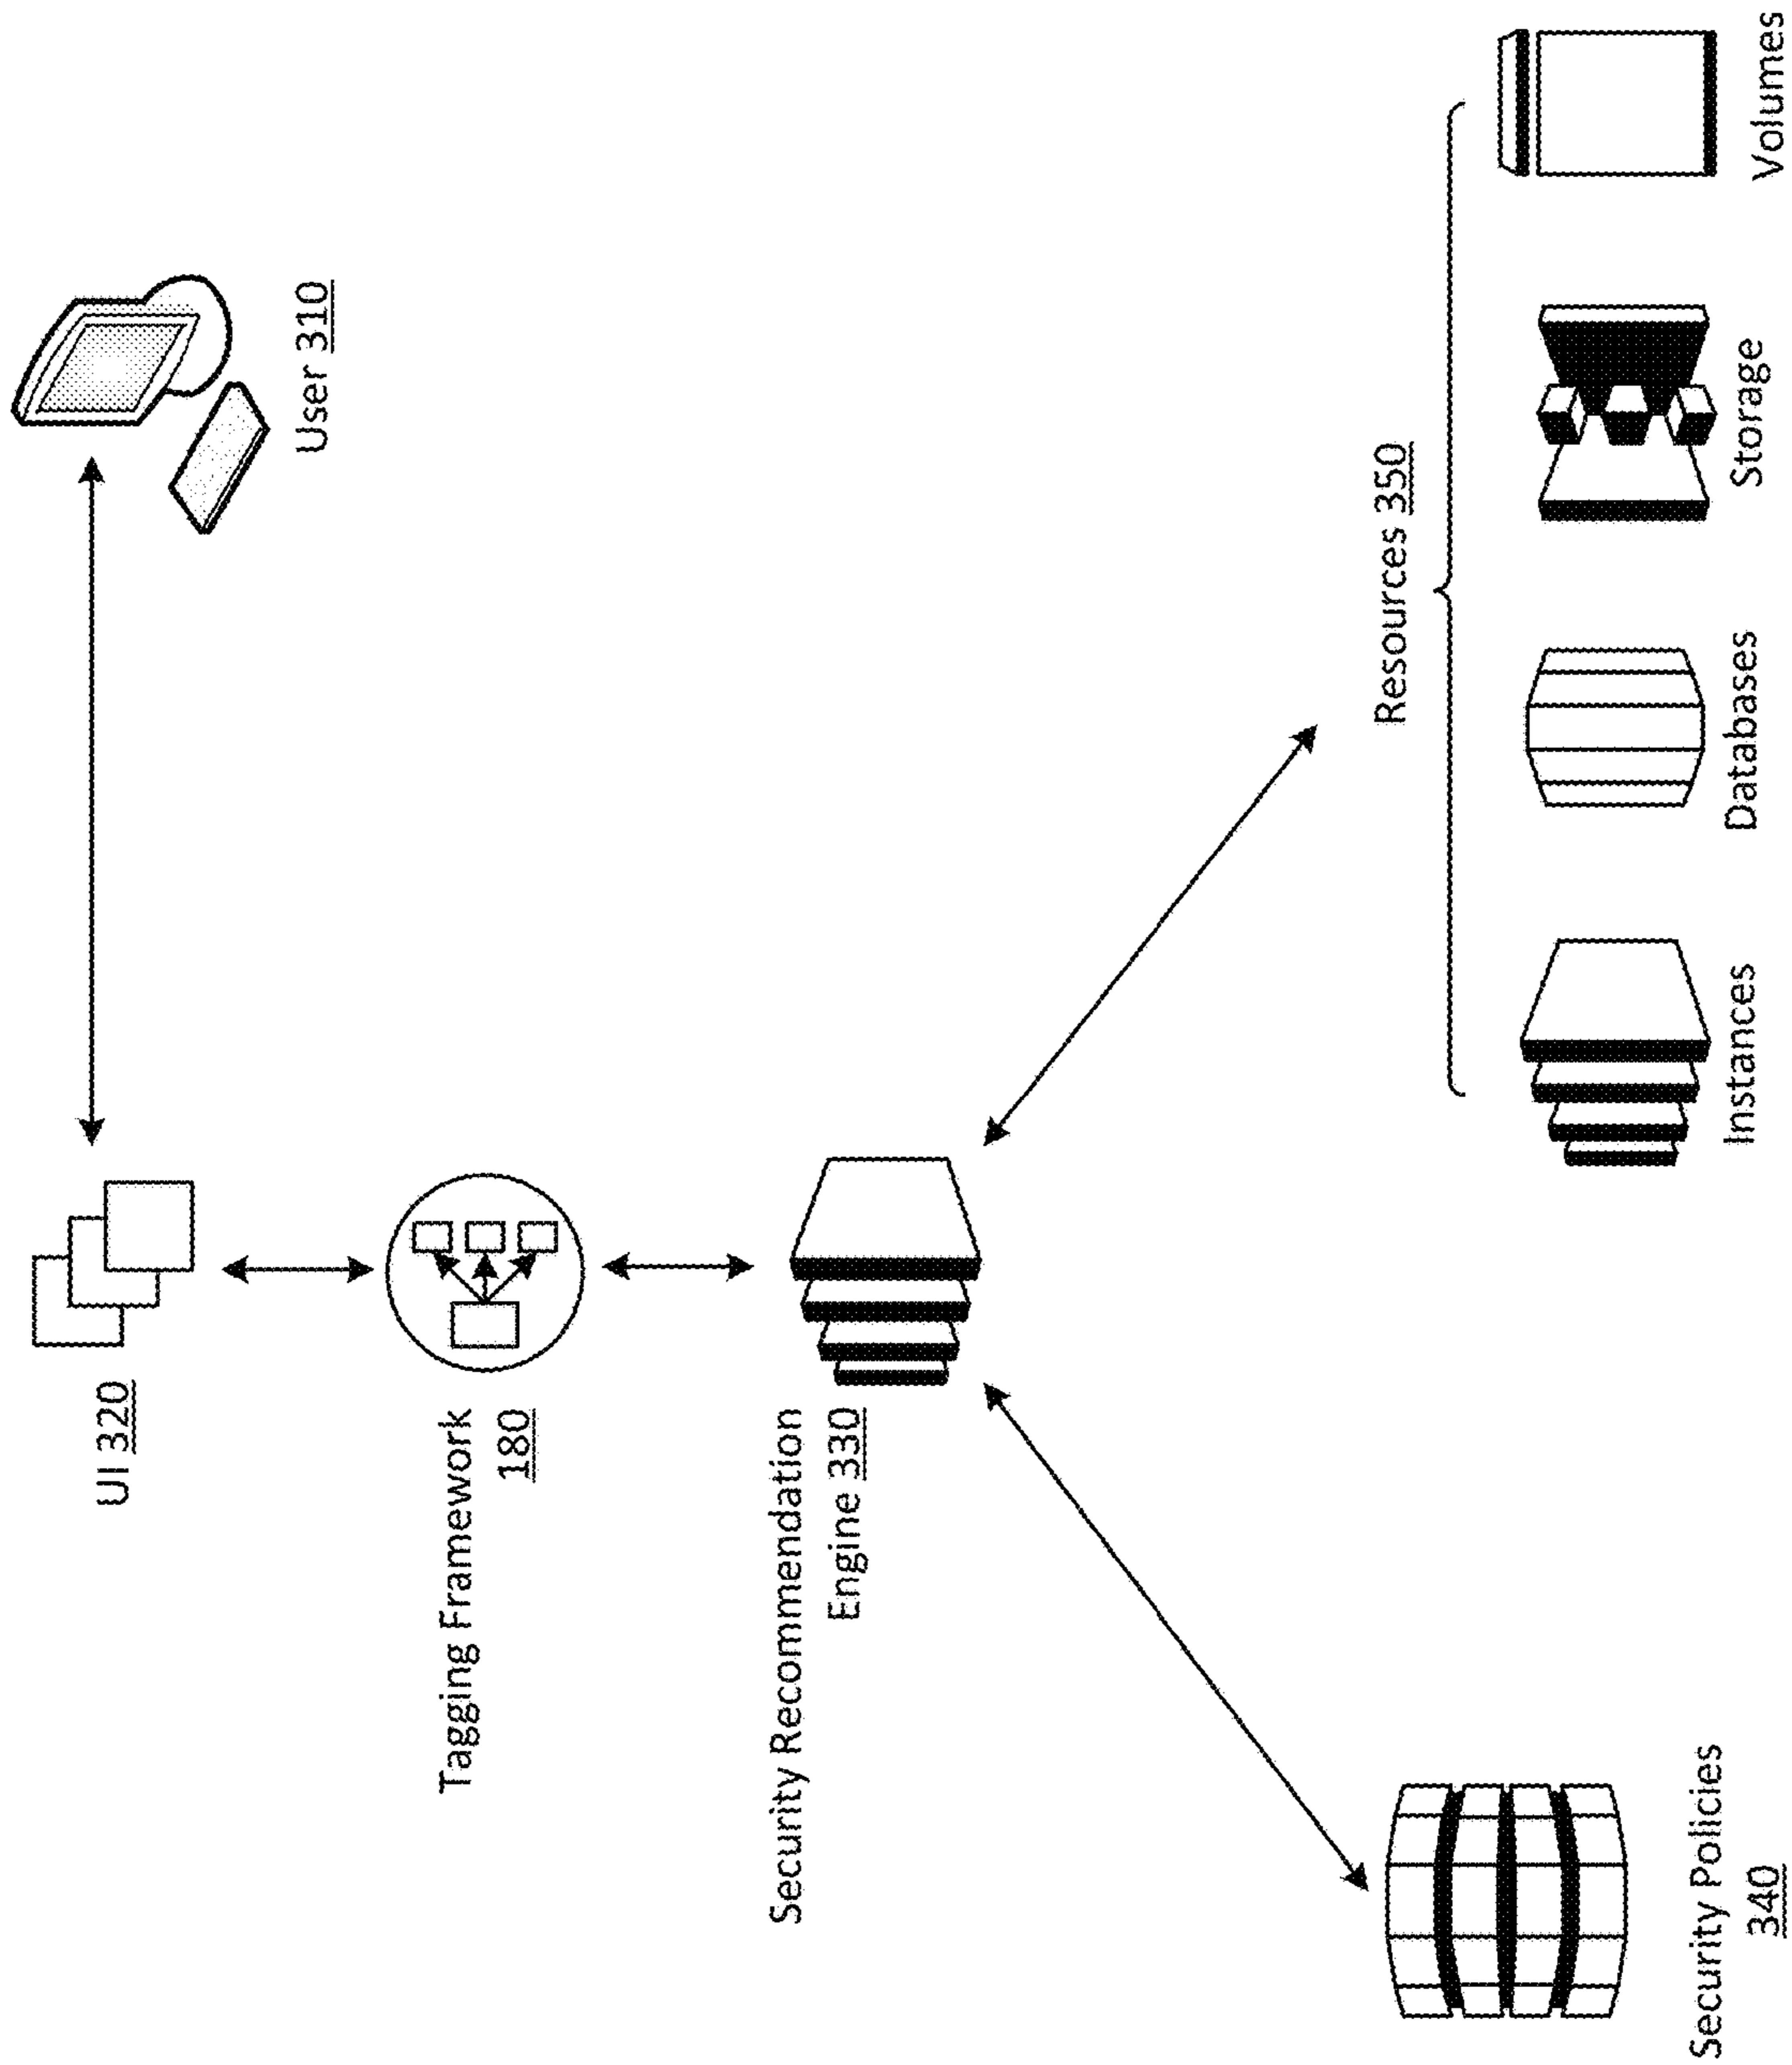 UI 320
User 310
Tagging Framework
180
Security Recommendation
Engine 330
Resources 350
Security Policies
340
Instances
Databases
Storage
Volumes